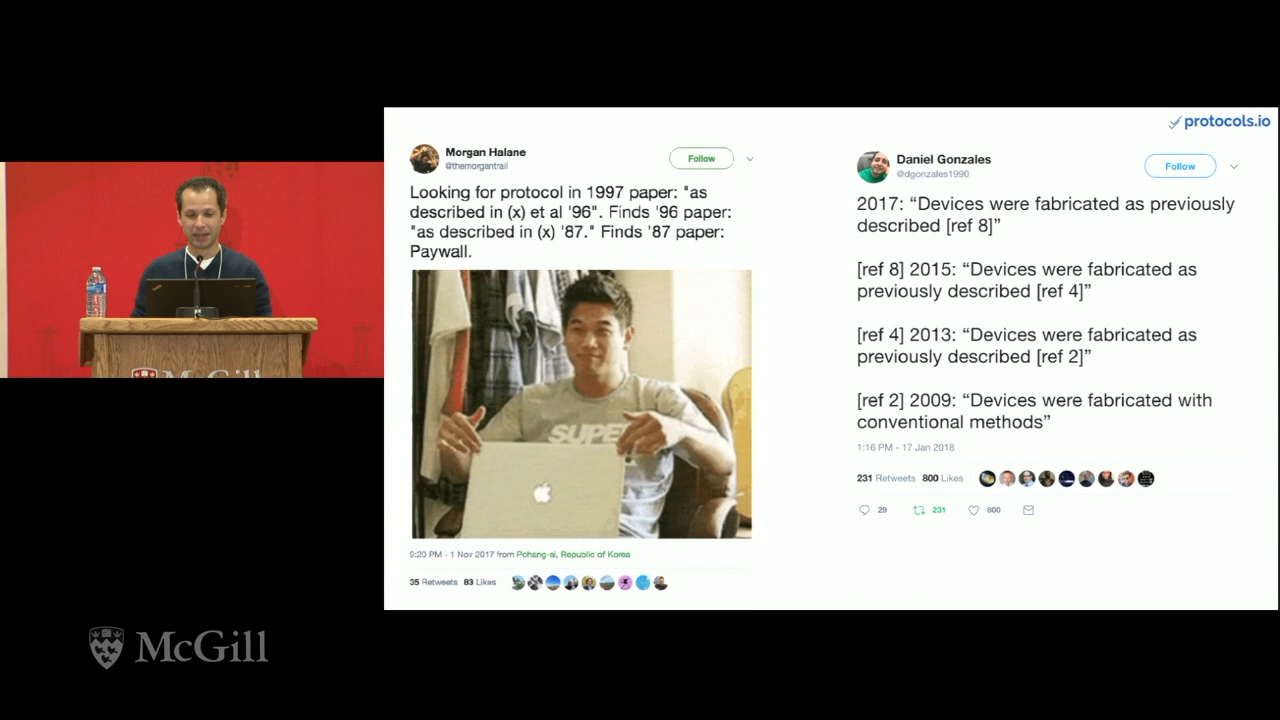 protocols.io
Morgan Halane
@themorgantrail
Follow
Looking for protocol in 1997 paper: "as
described in (x) et al '96". Finds '96 paper:
"as described in (x) '87." Finds '87 paper:
Paywall.
SUPE
9:20 PM - 1 Nov 2017 from Pohang-si, Republic of Korea
35 Retweets 83 Likes
Daniel Gonzales
@dgonzales1990
Follow
2017: “Devices were fabricated as previously
described [ref 8]”
[ref 8] 2015: “Devices were fabricated as
previously described [ref 4]”
[ref 4] 2013: “Devices were fabricated as
previously described [ref 2]”
[ref 2] 2009: “Devices were fabricated with
conventional methods”
1:16 PM - 17 Jan 2018
231 Retweets 800 Likes
29 231 800
McGill
McGill